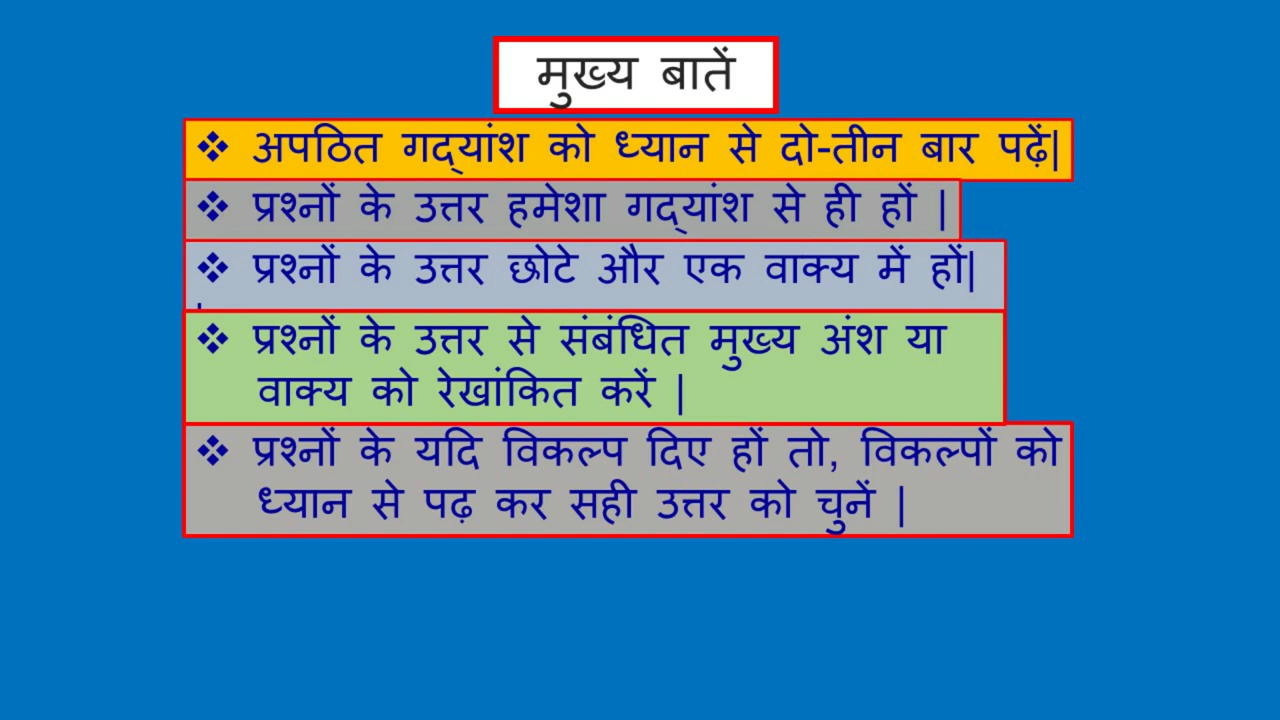 मुख्य बातें
❖ अपठित गद्‌यांश को ध्यान से दो-तीन बार पढ़ें|
❖ प्रश्नों के उत्तर हमेशा गद्‌यांश से ही हों |
❖ प्रश्नों के उत्तर छोटे और एक वाक्य में हों|
❖ प्रश्नों के उत्तर से संबंधित मुख्य अंश या
वाक्य को रेखांकित करें |
❖ प्रश्नों के यदि विकल्प दिए हों तो, विकल्पों को
ध्यान से पढ़ कर सही उत्तर को चुनें |